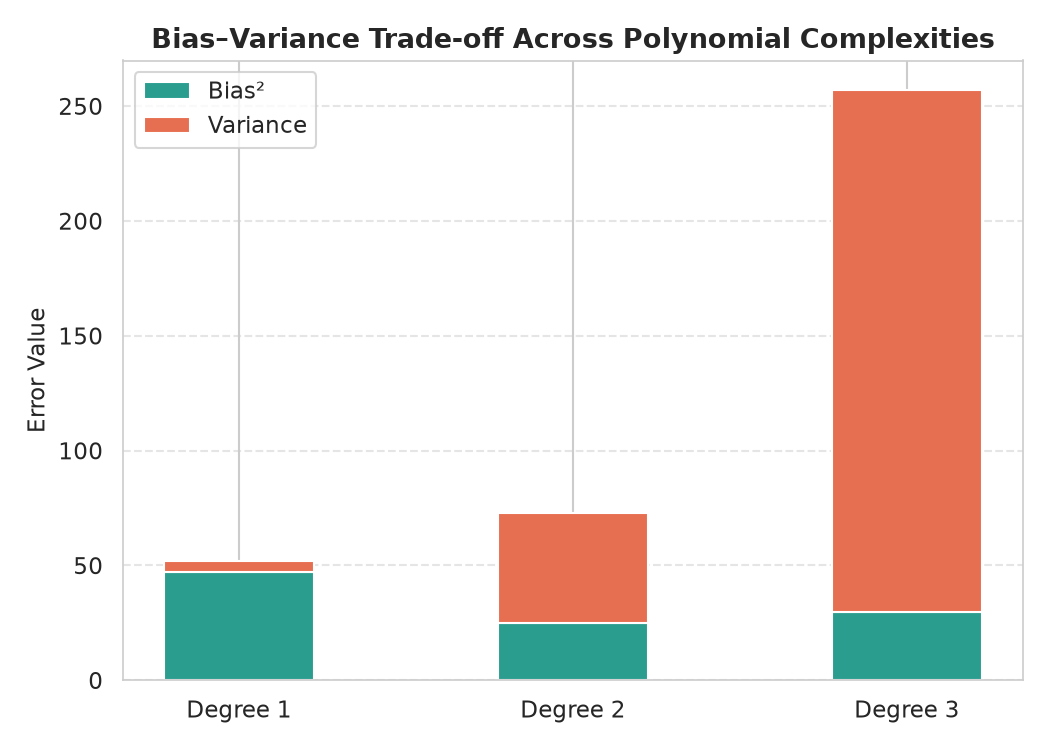 Bias–Variance Trade-off Across Polynomial Complexities
Bias²
Variance
Error Value
250
200
150
100
50
0
Degree 1
Degree 2
Degree 3